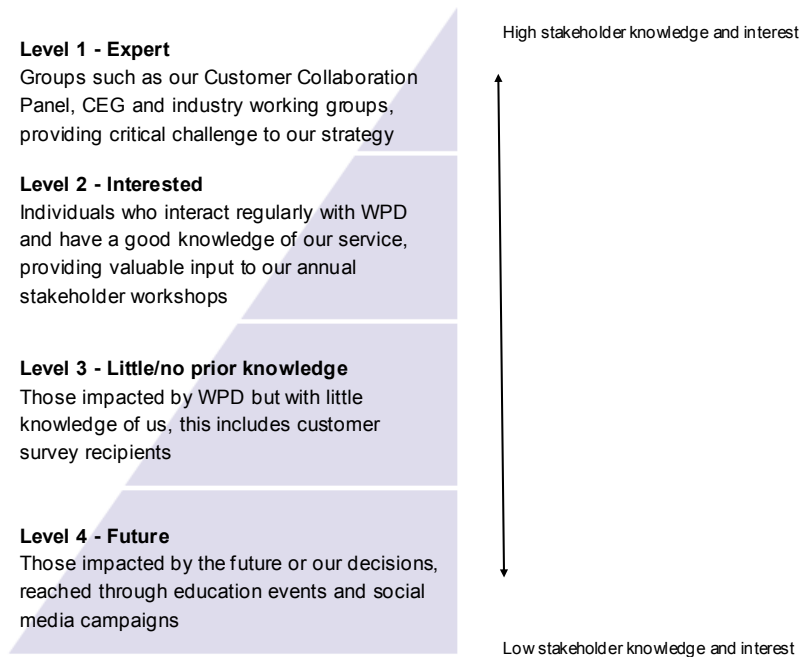 High stakeholder knowledge and interest
Level 1 - Expert
Groups such as our Customer Collaboration
Panel, CEG and industry working groups,
providing critical challenge to our strategy
Level 2 - Interested
Individuals who interact regularly with WPD
and have a good knowledge of our service,
providing valuable input to our annual
stakeholder workshops
Level 3 - Little/no prior knowledge
Those impacted by WPD but with little
knowledge of us, this includes customer
survey recipients
Level 4 - Future
Those impacted by the future or our decisions,
reached through education events and social
media campaigns
Low stakeholder knowledge and interest